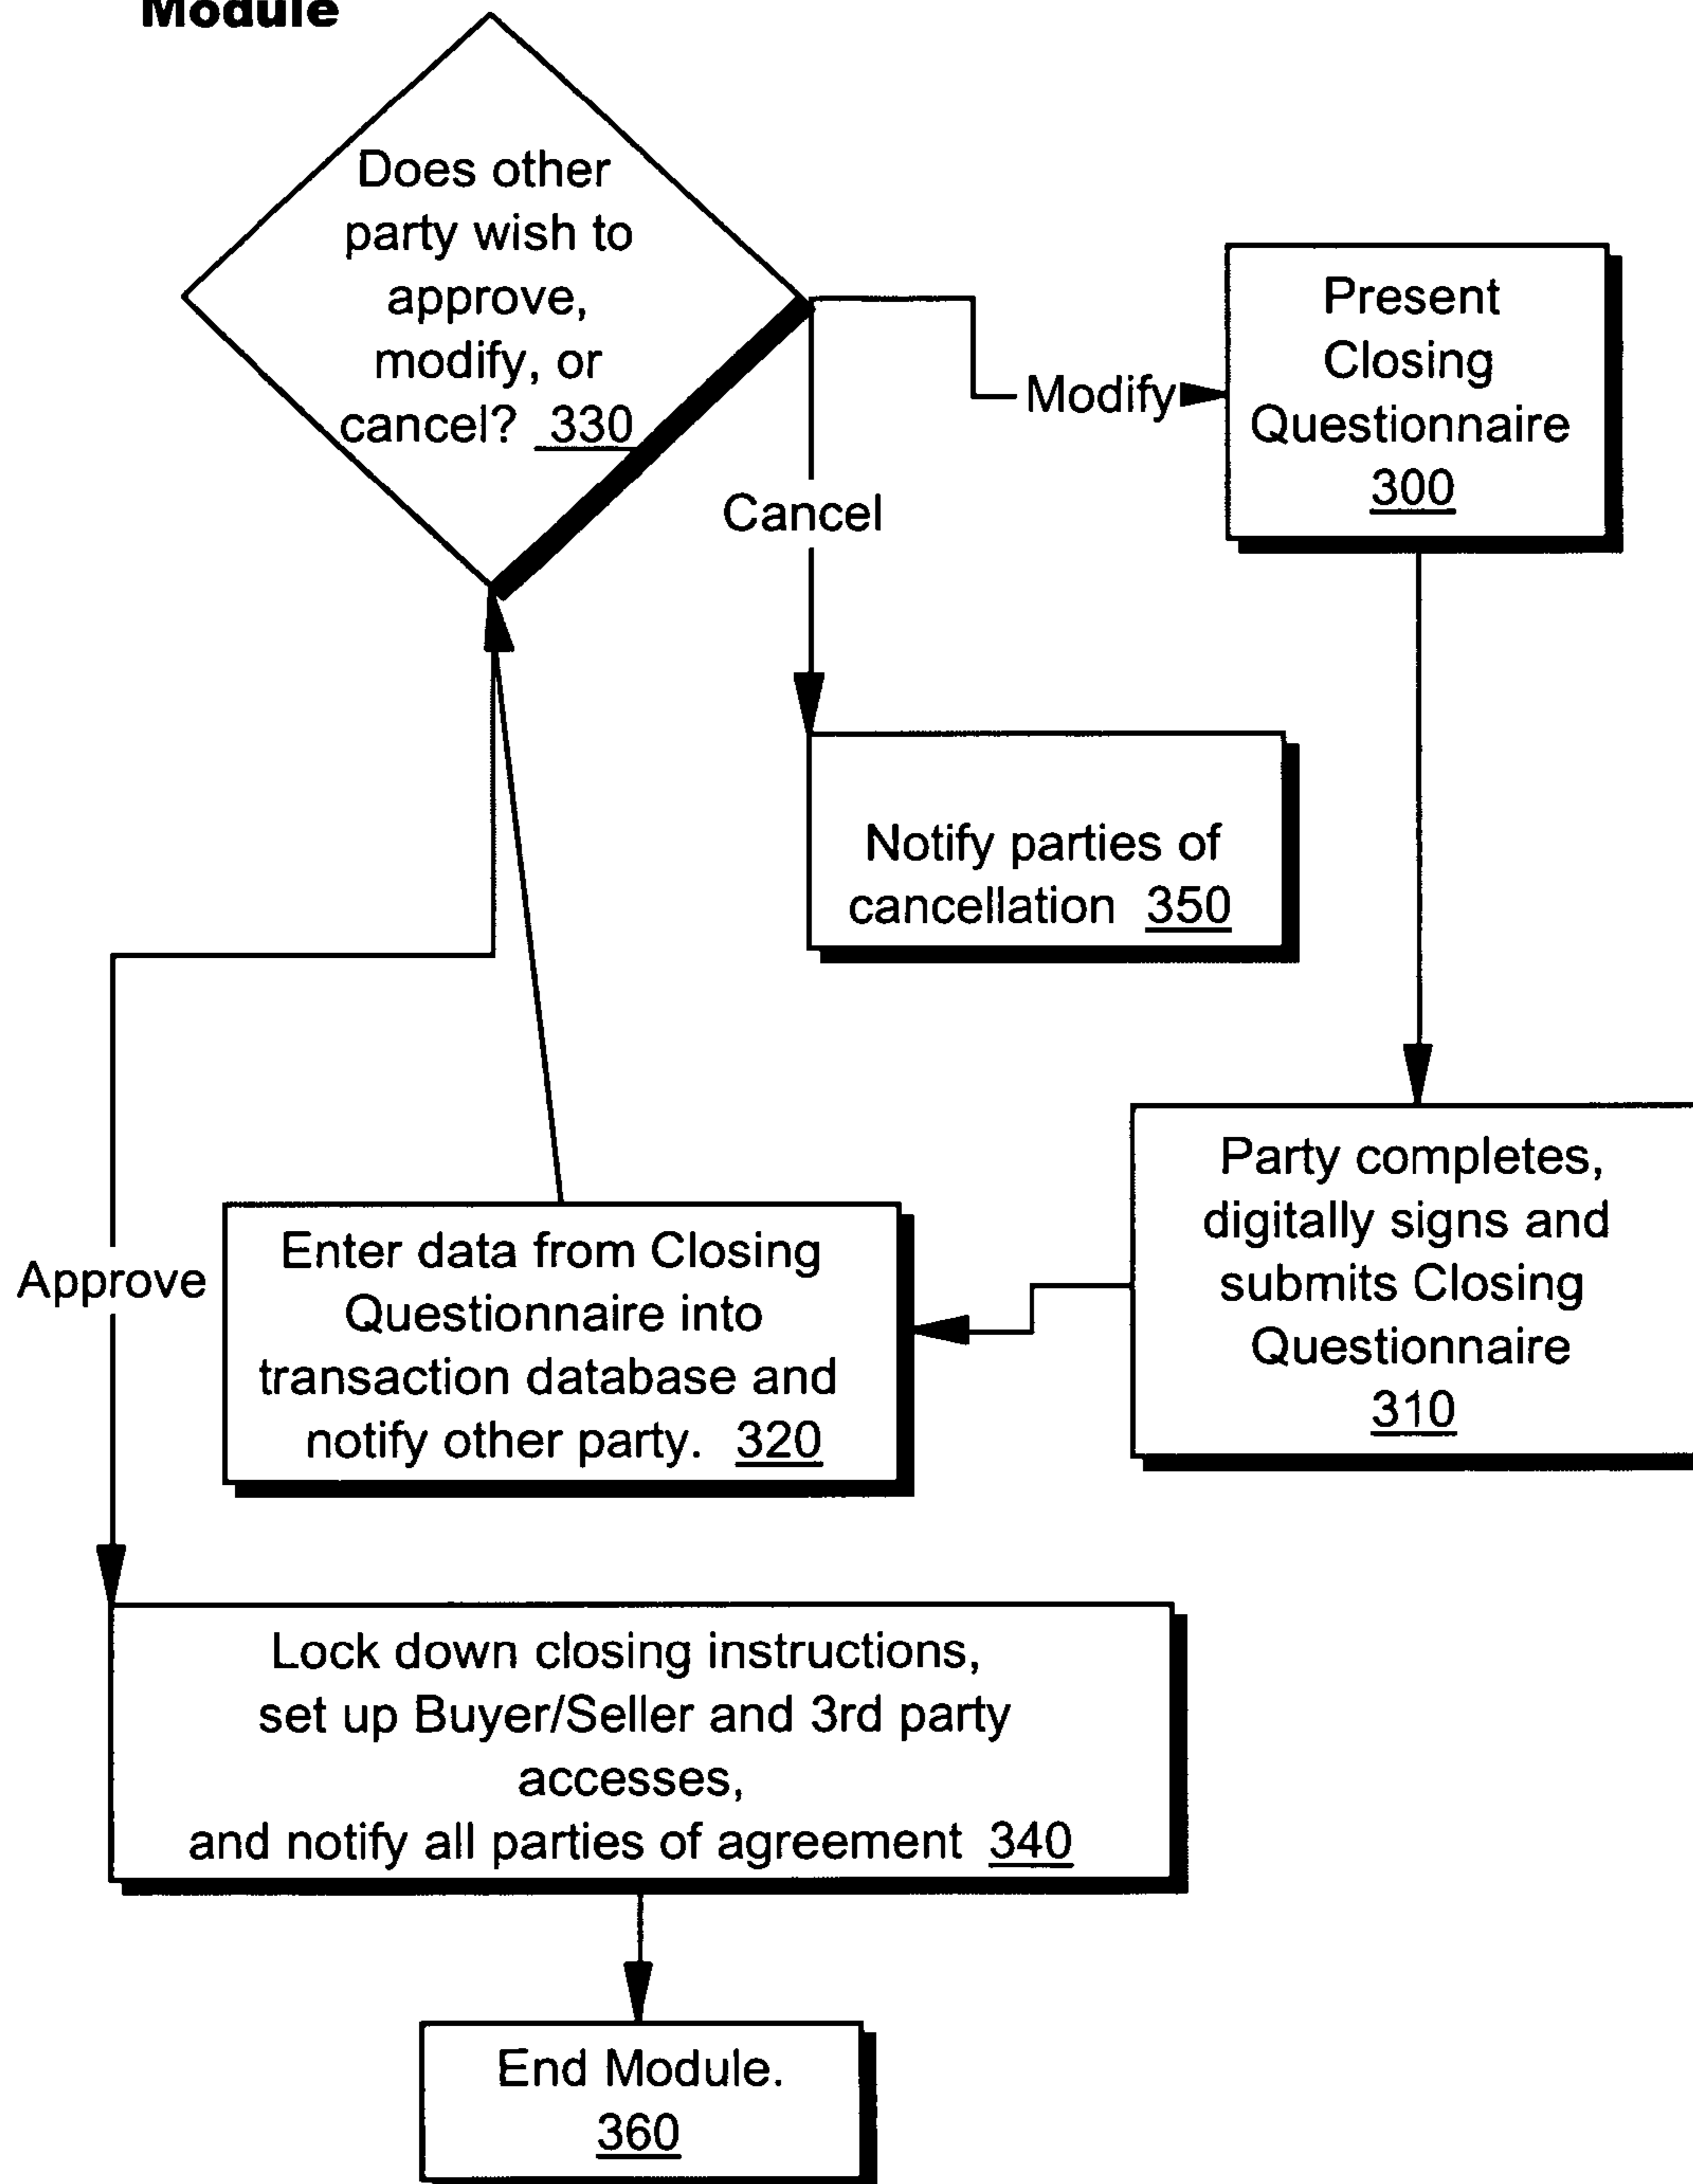 Module
Does other
party wish to
approve,
modify, or
cancel? 330
Modify
Present
Closing
Questionnaire
300
Cancel
Notify parties of
cancellation 350
Party completes,
digitally signs and
submits Closing
Questionnaire
310
Enter data from Closing
Questionnaire into
transaction database and
notify other party. 320
Approve
Lock down closing instructions,
set up Buyer/Seller and 3rd party
accesses,
and notify all parties of agreement 340
End Module.
360